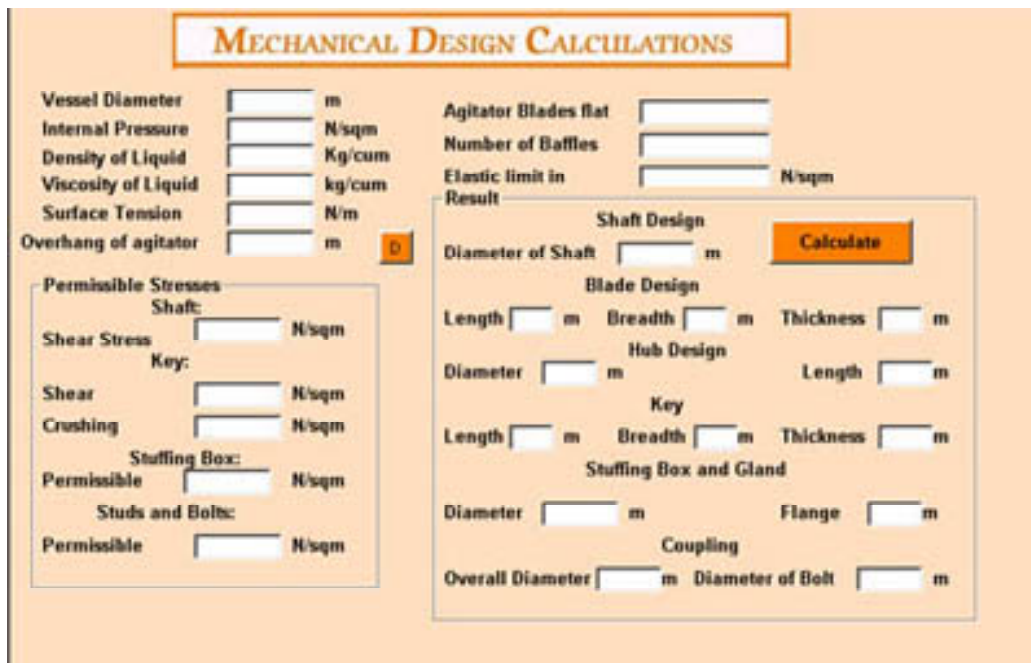 MECHANICAL DESIGN CALCULATIONS
Vessel Diameter m
Internal Pressure N/sqm
Density of Liquid Kg/cum
Viscosity of Liquid kg/cum
Surface Tension N/m
Overhang of agitator m
D
Agitator Blades flat
Number of Baffles
Elastic limit in N/sqm
Permissible Stresses
Shaft:
Shear Stress N/sqm
Key:
Shear N/sqm
Crushing N/sqm
Stuffing Box:
Permissible N/sqm
Studs and Bolts:
Permissible N/sqm
Result
Shaft Design
Diameter of Shaft m
Calculate
Blade Design
Length m Breadth m Thickness m
Hub Design
Diameter m Length m
Key
Length m Breadth m Thickness m
Stuffing Box and Gland
Diameter m Flange m
Coupling
Overall Diameter m Diameter of Bolt m